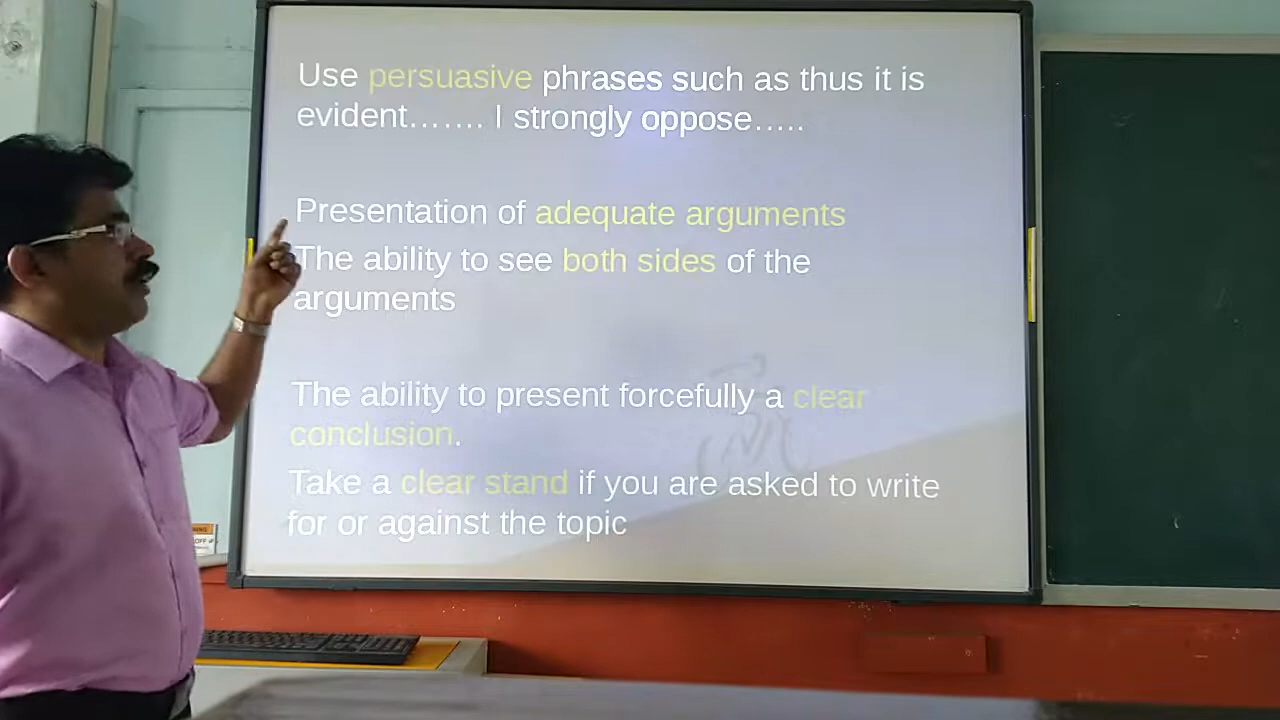 Use persuasive phrases such as thus it is
evident....... I strongly oppose.....
Presentation of adequate arguments
The ability to see both sides of the
arguments
The ability to present forcefully a clear
conclusion.
Take a clear stand if you are asked to write
for or against the topic
OFF